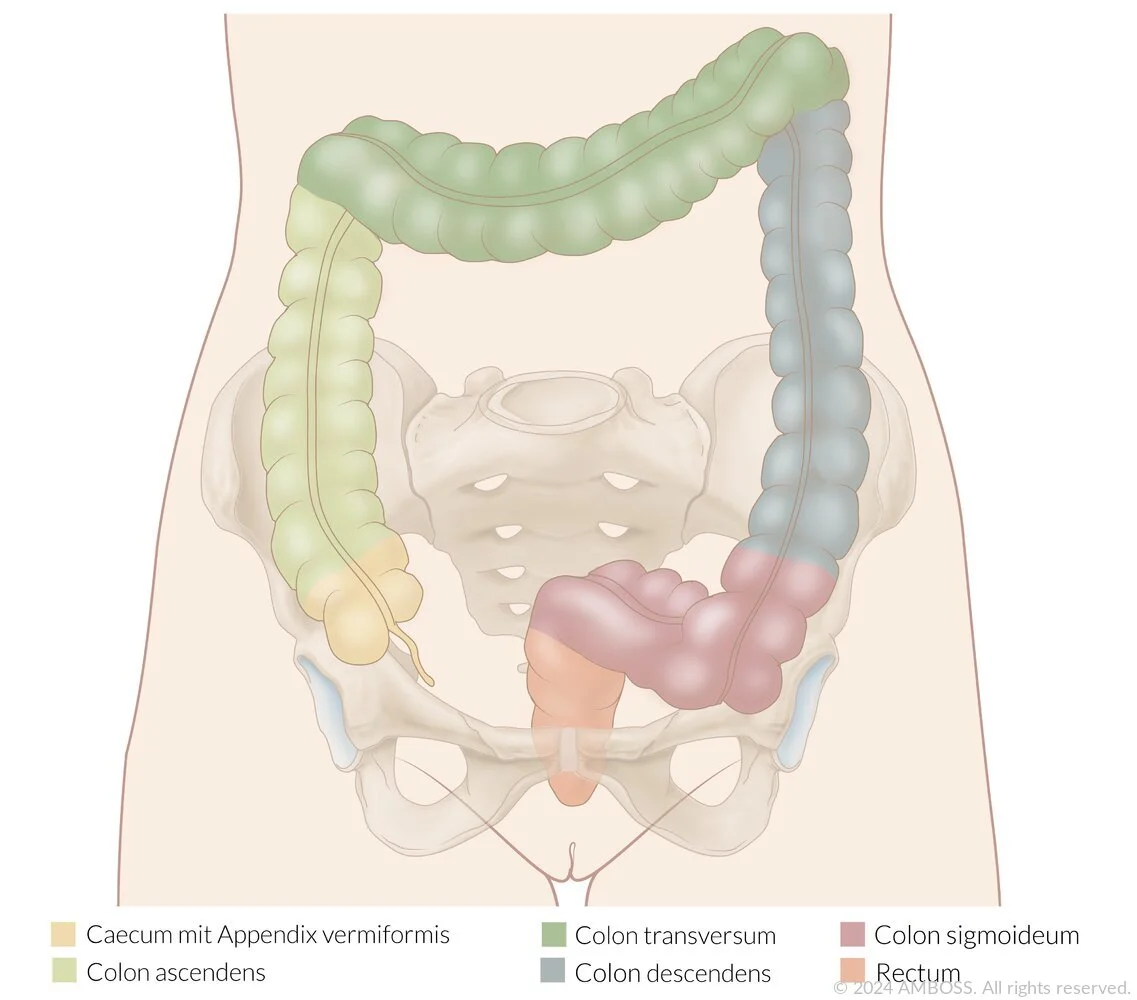 Caecum mit Appendix vermiformis
Colon ascendens
Colon transversum
Colon descendens
Colon sigmoideum
Rectum
© 2024 AMBOSS. All rights reserved.